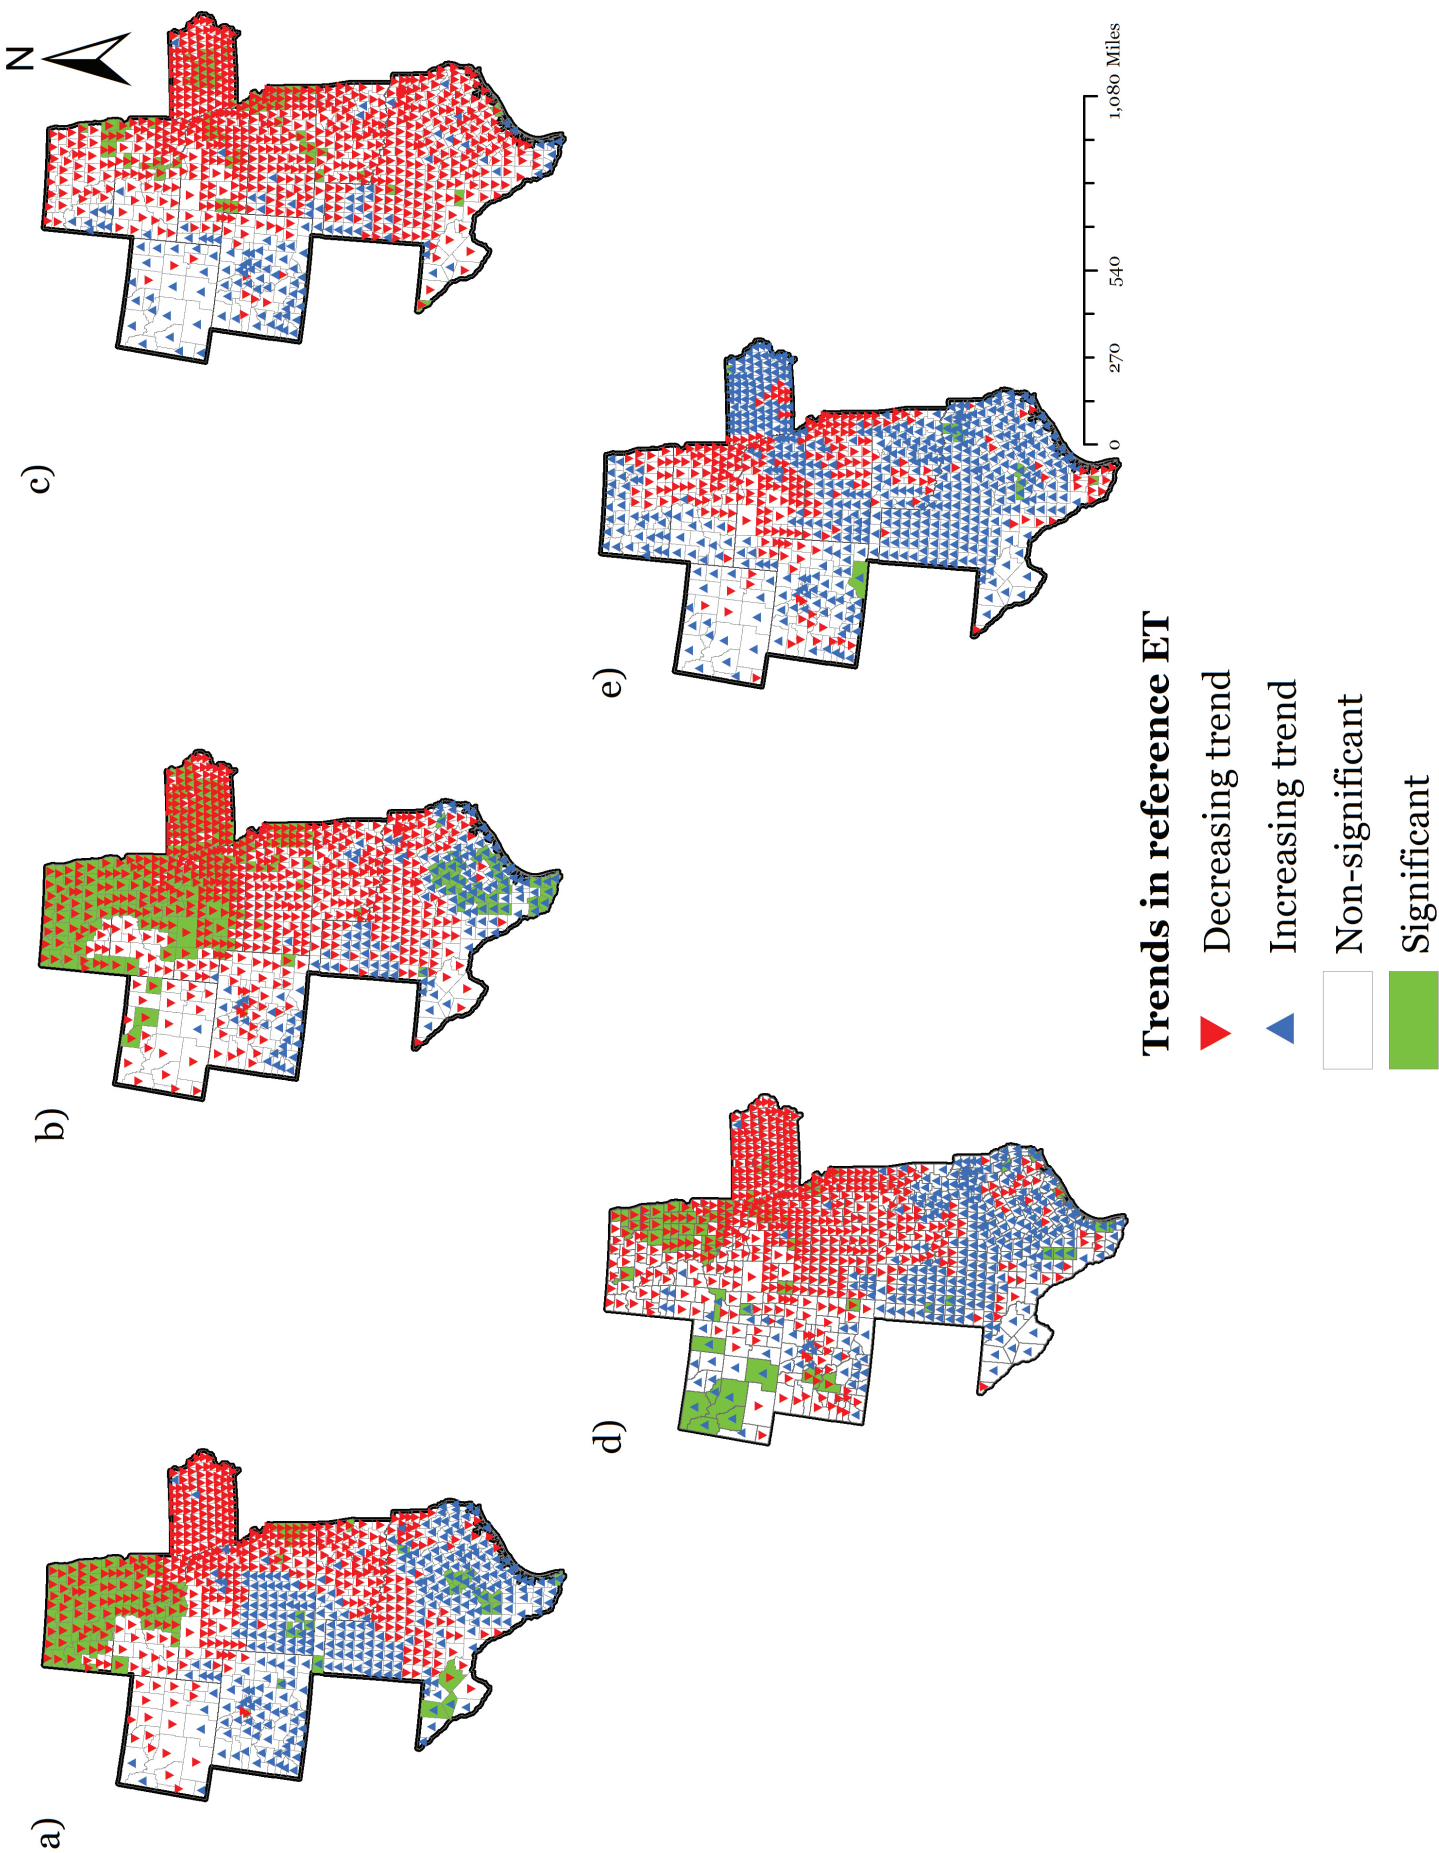 a)
b)
c)
N
d)
e)
0 270 540 1,080 Miles
Trends in reference ET
Decreasing trend
Increasing trend
Non-significant
Significant